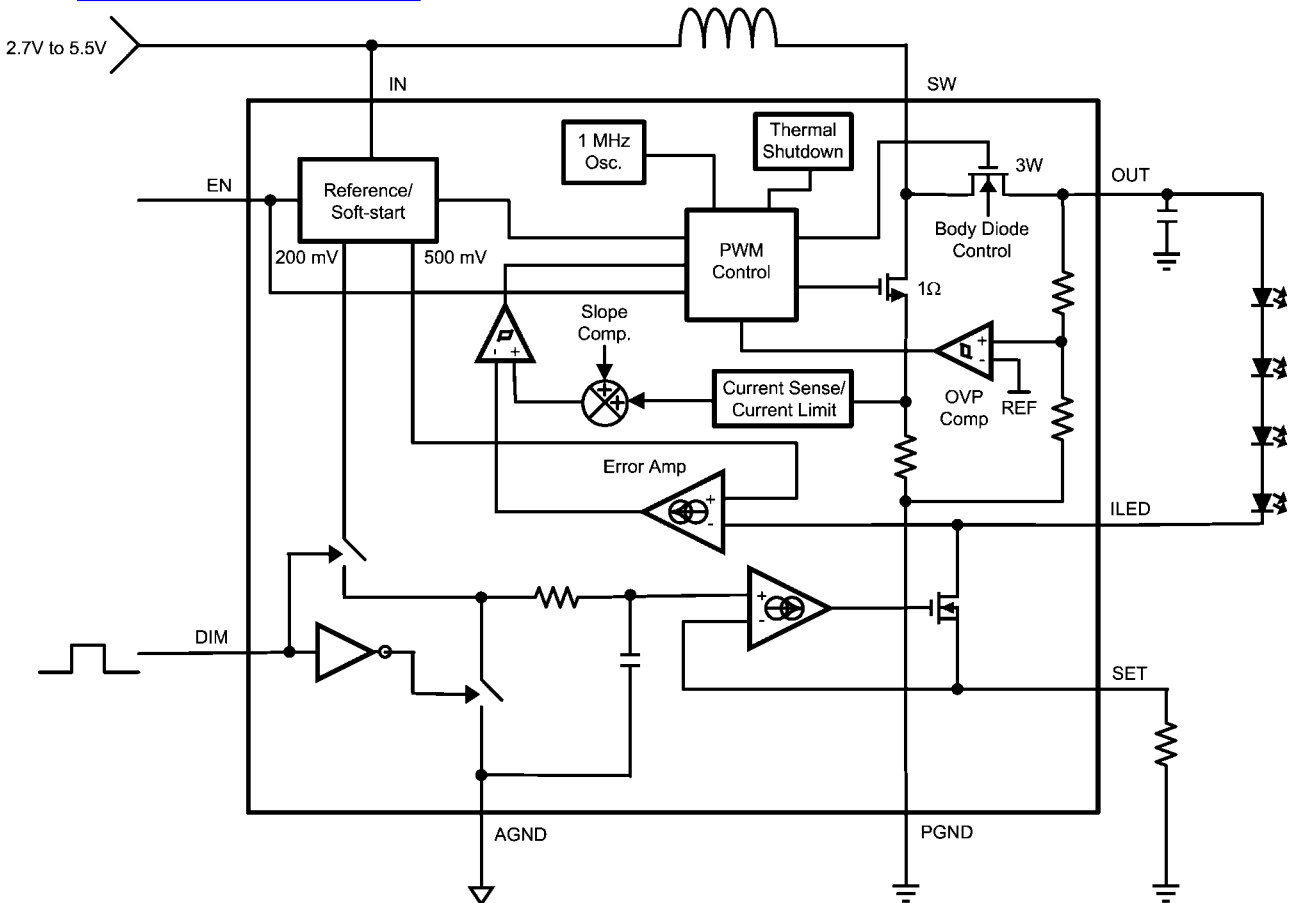 2.7V to 5.5V
IN
SW
1 MHz
Osc.
Thermal
Shutdown
3W
OUT
EN
Reference/
Soft-start
Body Diode
Control
200 mV
500 mV
PWM
Control
1Ω
Slope
Comp.
- +
+
-
+
+
Current Sense/
Current Limit
OVP
Comp
REF
Error Amp
+
-
ILED
+
-
DIM
SET
AGND
PGND